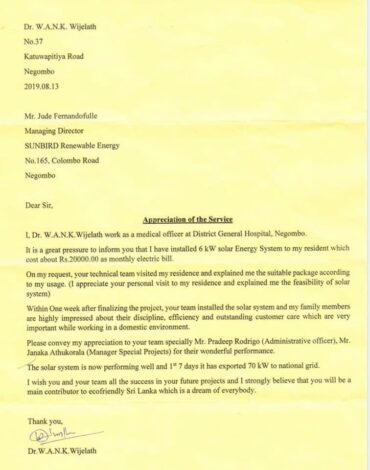 Dr. W.A.N.K. Wijelath
No.37
Katuwapitiya Road
Negombo
2019.08.13
Mr. Jude Fernandofulle
Managing Director
SUNBIRD Renewable Energy
No.165, Colombo Road
Negombo
Dear Sir,
Appreciation of the Service
I, Dr. W.A.N.K.Wijelath work as a medical officer at District General Hospital, Negombo.
It is a great pressure to inform you that I have installed 6 kW solar Energy System to my resident which
cost about Rs.20000.00 as monthly electric bill.
On my request, your technical team visited my residence and explained me the suitable package according
to my usage. (I appreciate your personal visit to my residence and explained me the feasibility of solar
system)
Within One week after finalizing the project, your team installed the solar system and my family members
are highly impressed about their discipline, efficiency and outstanding customer care which are very
important while working in a domestic environment.
Please convey my appreciation to your team specially Mr. Pradeep Rodrigo (Administrative officer), Mr.
Janaka Athukorala (Manager Special Projects) for their wonderful performance.
The solar system is now performing well and 1st 7 days it has exported 70 kW to national grid.
I wish you and your team all the success in your future projects and I strongly believe that you will be a
main contributor to ecofriendly Sri Lanka which is a dream of everybody.
Thank you,
Dr.W.A.N.K. Wijelath